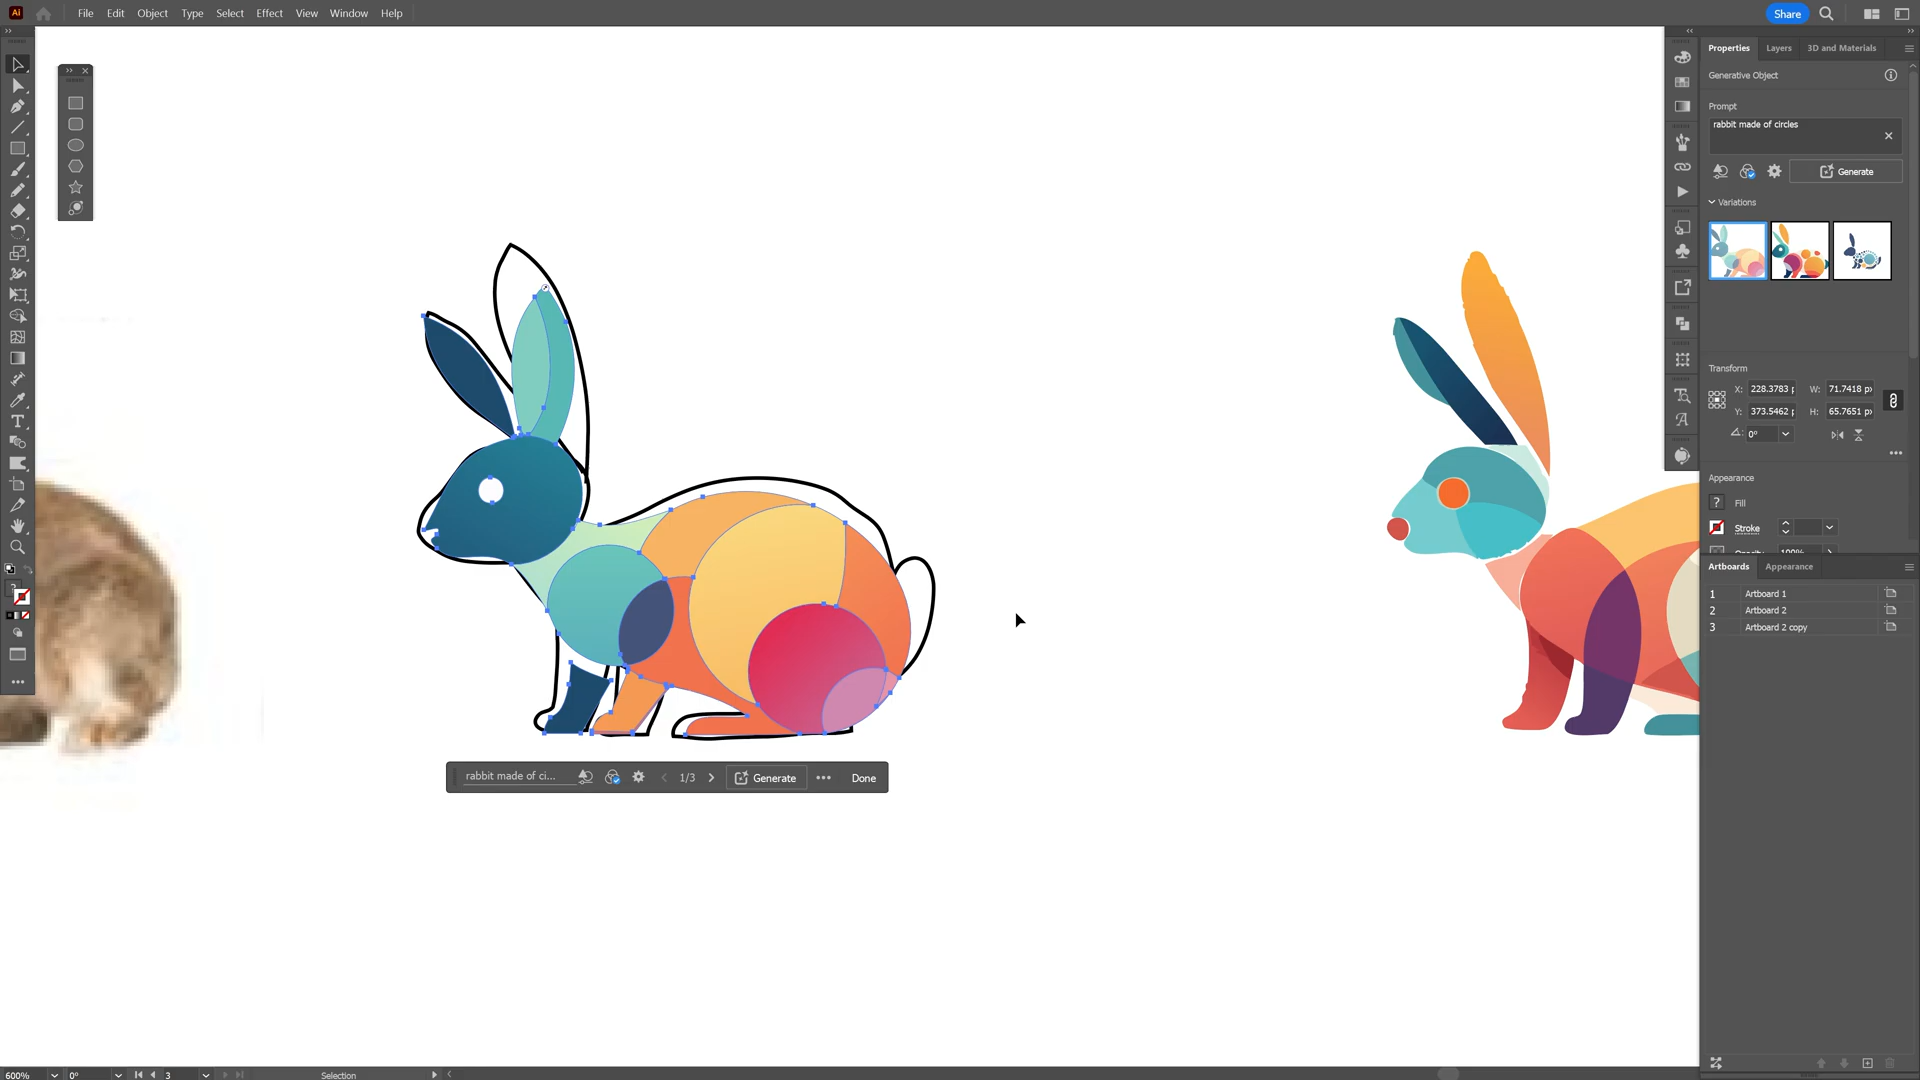 Ai File Edit Object Type Select Effect View Window Help Share
Properties Layers 3D and Materials
Generative Object
Prompt
rabbit made of circles
Generate
Variations
Transform
X: 228.3783 p W: 71.7418 px
Y: 373.5462 p H: 65.7651 px
0°
Appearance
? Fill
Stroke
Opacity 100%
Artboards Appearance
1 Artboard 1
2 Artboard 2
3 Artboard 2 copy
rabbit made of ci... 1/3 Generate Done
600% 0° 3 Selection